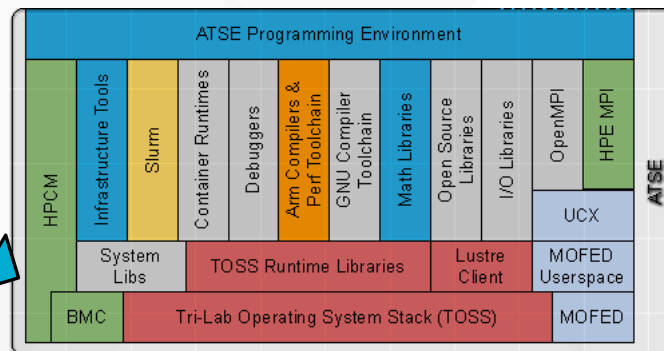 ATSE Programming Environment
HPCM
Infrastructure Tools
Slurm
Container Runtimes
Debuggers
Arm Compilers &
Perf Toolchain
GNU Compiler
Toolchain
Math Libraries
Open Source
Libraries
I/O Libraries
OpenMPI
HPE MPI
ATSE
UCX
System
Libs
TOSS Runtime Libraries
Lustre
Client
MOFED
Userspace
BMC
Tri-Lab Operating System Stack (TOSS)
MOFED